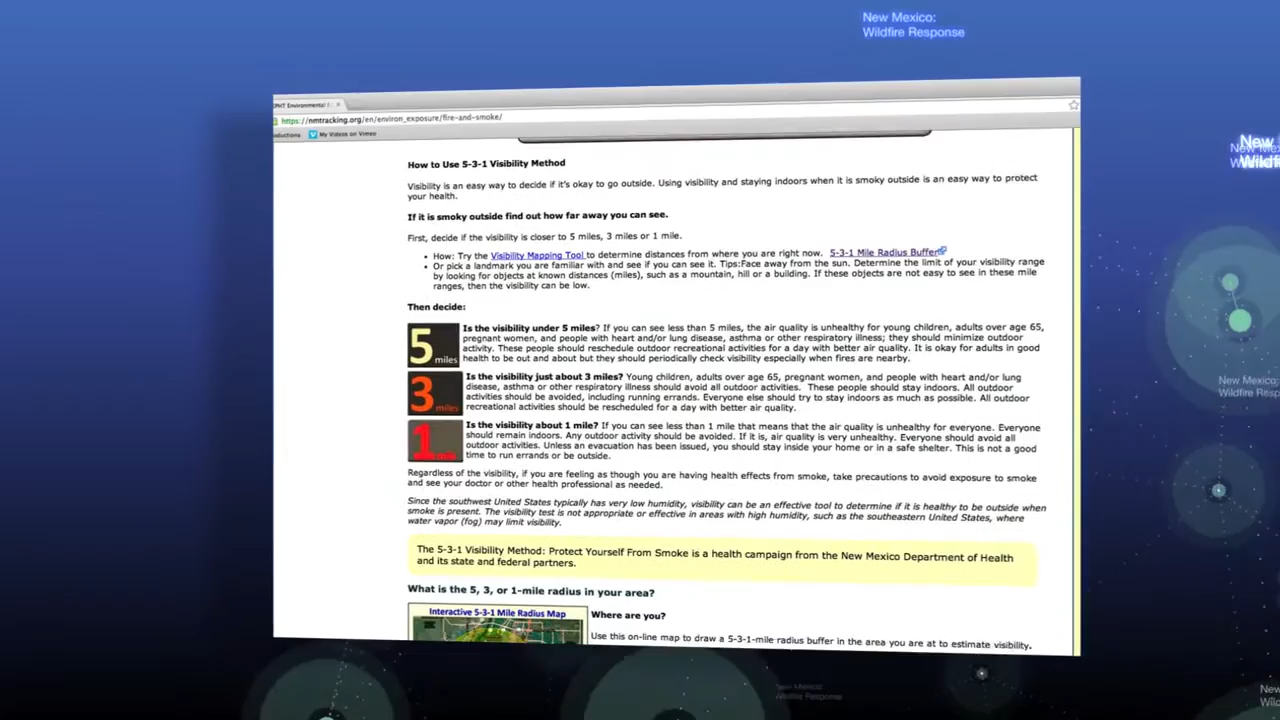 New Mexico:
Wildfire Response
https://nmtracking.org/en/environ_exposure/fire-and-smoke/
My Videos on Vimeo
How to Use 5-3-1 Visibility Method
Visibility is an easy way to decide if it's okay to go outside. Using visibility and staying indoors when it is smoky outside is an easy way to protect
your health.
If it is smoky outside find out how far away you can see.
First, decide if the visibility is closer to 5 miles, 3 miles or 1 mile.
How: Try the Visibility Mapping Tool to determine distances from where you are right now. 5-3-1 Mile Radius Buffer
Or pick a landmark you are familiar with and see if you can see it. Tips:Face away from the sun. Determine the limit of your visibility range
by looking for objects at known distances (miles), such as a mountain, hill or a building. If these objects are not easy to see in these mile
ranges, then the visibility can be low.
Then decide:
5 miles
Is the visibility under 5 miles? If you can see less than 5 miles, the air quality is unhealthy for young children, adults over age 65,
pregnant women, and people with heart and/or lung disease, asthma or other respiratory illness; they should minimize outdoor
activity. These people should reschedule outdoor recreational activities for a day with better air quality. It is okay for adults in good
health to be out and about but they should periodically check visibility especially when fires are nearby.
3 miles
Is the visibility just about 3 miles? Young children, adults over age 65, pregnant women, and people with heart and/or lung
disease, asthma or other respiratory illness should avoid all outdoor activities. These people should stay indoors. All outdoor
activities should be avoided, including running errands. Everyone else should try to stay indoors as much as possible. All outdoor
recreational activities should be rescheduled for a day with better air quality.
1 mile
Is the visibility about 1 mile? If you can see less than 1 mile that means that the air quality is unhealthy for everyone. Everyone
should remain indoors. Any outdoor activity should be avoided. If it is, air quality is very unhealthy. Everyone should avoid all
outdoor activities. Unless an evacuation has been issued, you should stay inside your home or in a safe shelter. This is not a good
time to run errands or be outside.
Regardless of the visibility, if you are feeling as though you are having health effects from smoke, take precautions to avoid exposure to smoke
and see your doctor or other health professional as needed.
Since the southwest United States typically has very low humidity, visibility can be an effective tool to determine if it is healthy to be outside when
smoke is present. The visibility test is not appropriate or effective in areas with high humidity, such as the southeastern United States, where
water vapor (fog) may limit visibility.
The 5-3-1 Visibility Method: Protect Yourself From Smoke is a health campaign from the New Mexico Department of Health
and its state and federal partners.
What is the 5, 3, or 1-mile radius in your area?
Interactive 5-3-1 Mile Radius Map
Where are you?
Use this on-line map to draw a 5-3-1-mile radius buffer in the area you are at to estimate visibility.
New Mexico:
Wildfire Resp
New Mexico:
Wildfire Response